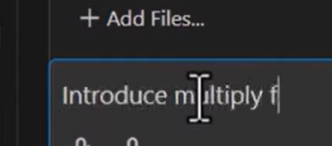 + Add Files...
Introduce multiply f